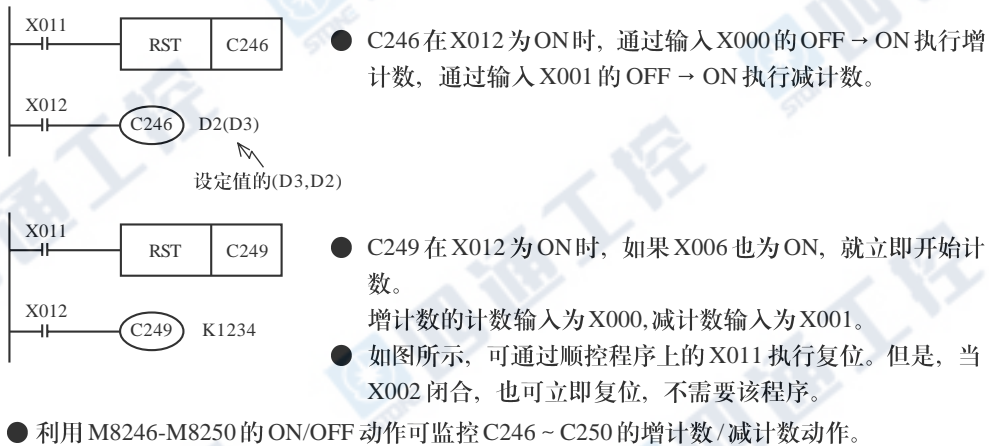 X011
RST C246
X012
C246 D2(D3)
设定值的(D3,D2)
● C246在X012为ON时，通过输入X000的OFF→ON执行增
计数，通过输入X001的OFF→ON执行减计数。
X011
RST C249
X012
C249 K1234
● C249在X012为ON时，如果X006也为ON，就立即开始计
数。
增计数的计数输入为X000,减计数输入为X001。
● 如图所示，可通过顺控程序上的X011执行复位。但是，当
X002闭合，也可立即复位，不需要该程序。
● 利用M8246-M8250的ON/OFF动作可监控C246~C250的增计数/减计数动作。